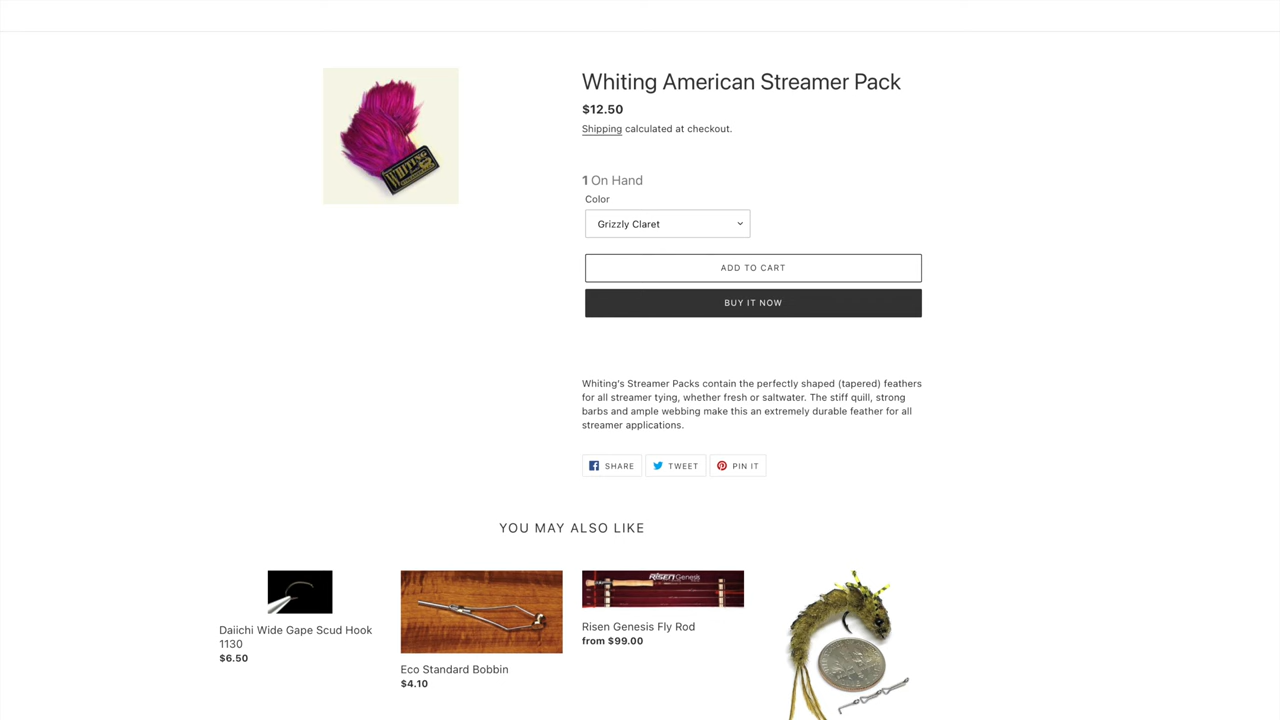 Whiting American Streamer Pack
$12.50
Shipping calculated at checkout.
1 On Hand
Color
Grizzly Claret
ADD TO CART
BUY IT NOW
Whiting's Streamer Packs contain the perfectly shaped (tapered) feathers
for all streamer tying, whether fresh or saltwater. The stiff quill, strong
barbs and ample webbing make this an extremely durable feather for all
streamer applications.
SHARE
TWEET
PIN IT
YOU MAY ALSO LIKE
WHITING
RISEN Genesis
Daiichi Wide Gape Scud Hook
1130
$6.50
Eco Standard Bobbin
$4.10
Risen Genesis Fly Rod
from $99.00